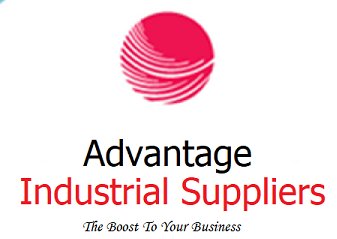 Advantage
Industrial Suppliers
The Boost To Your Business